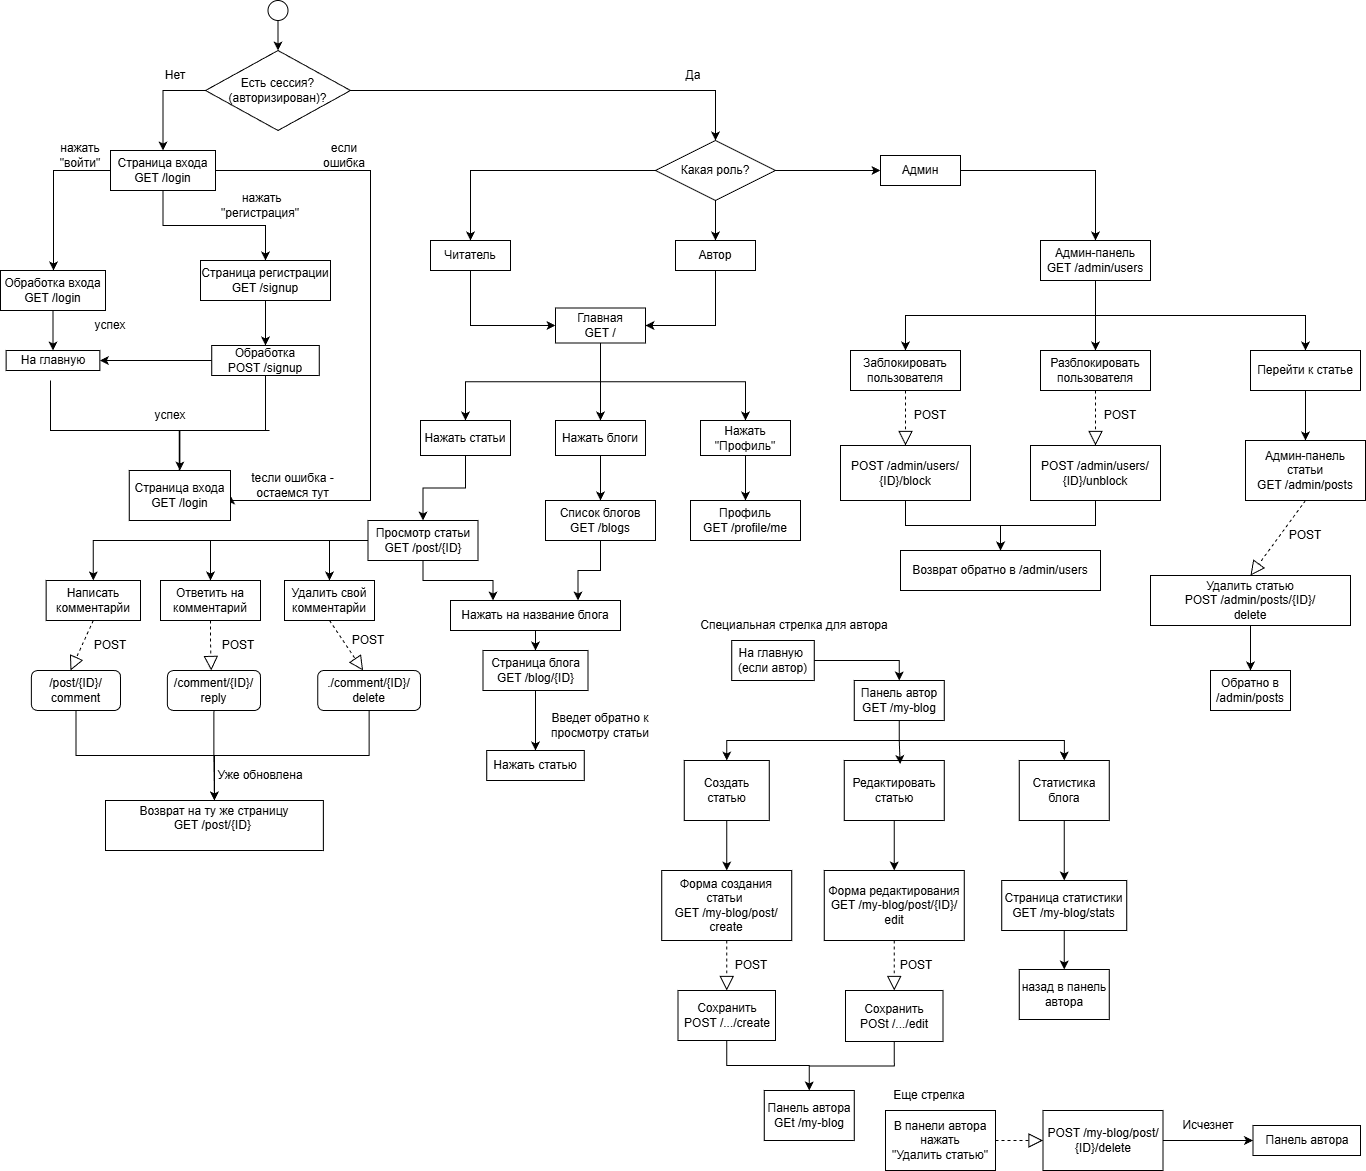 Есть сессия?
(авторизирован)?
Нет
Да
нажать
"войти"
Страница входа
GET /login
если
ошибка
нажать
"регистрация"
Обработка входа
GET /login
Страница регистрации
GET /signup
успех
На главную
Обработка
POST /signup
успех
Страница входа
GET /login
tесли ошибка -
остаемся тут
Какая роль?
Админ
Читатель
Автор
Главная
GET /
Нажать статьи
Нажать блоги
Нажать
"Профиль"
Просмотр статьи
GET /post/{ID}
Список блогов
GET /blogs
Профиль
GET /profile/me
Написать
комментарйи
Ответить на
комментарий
Удалить свой
комментарйи
POST
POST
POST
/post/{ID}/
comment
/comment/{ID}/
reply
./comment/{ID}/
delete
Уже обновлена
Возврат на ту же страницу
GET /post/{ID}
Нажать на название блога
Страница блога
GET /blog/{ID}
Введет обратно к
просмотру статьи
Нажать статью
Админ-панель
GET /admin/users
Заблокировать
пользователя
Разблокировать
пользователя
Перейти к статье
POST
POST
POST /admin/users/
{ID}/block
POST /admin/users/
{ID}/unblock
Админ-панель
статьи
GET /admin/posts
Возврат обратно в /admin/users
POST
Удалить статью
POST /admin/posts/{ID}/
delete
Обратно в
/admin/posts
Специальная стрелка для автора
На главную
(если автор)
Панель автор
GET /my-blog
Создать
статью
Редактировать
статью
Статистика
блога
Форма создания
статьи
GET /my-blog/post/
create
Форма редактирования
GET /my-blog/post/{ID}/
edit
Страница статистики
GET /my-blog/stats
POST
POST
назад в панель
автора
Сохранить
POST /.../create
Сохранить
POSt /.../edit
Панель автора
GEt /my-blog
Еще стрелка
В панели автора
нажать
"Удалить статью"
POST /my-blog/post/
{ID}/delete
Исчезнет
Панель автора